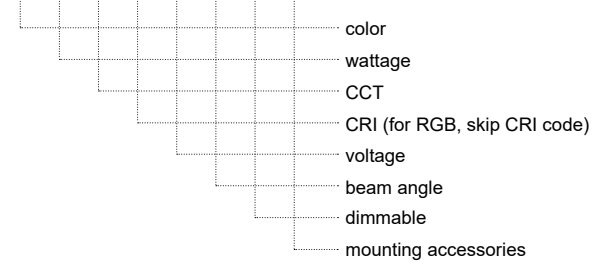 color
wattage
CCT
CRI (for RGB, skip CRI code)
voltage
beam angle
dimmable
mounting accessories